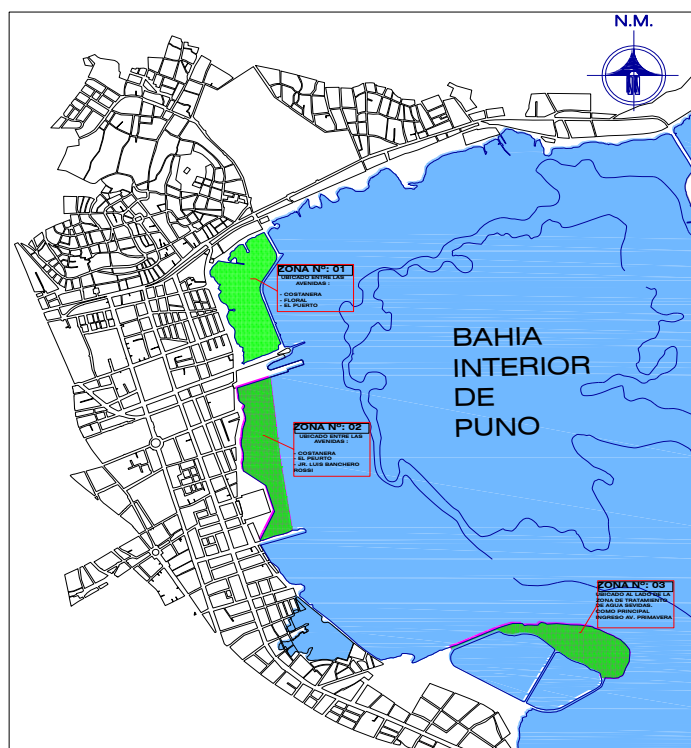 N.M.
ZONA Nº: 01
UBICADO ENTRE LAS
AVENIDAS :
- COSTANERA
- FLORAL
- EL PUERTO
BAHIA
INTERIOR
DE
PUNO
ZONA Nº: 02
UBICADO ENTRE LAS
AVENIDAS :
- COSTANERA
- EL PEURTO
- JR. LUIS BANCHERO
ROSSI
ZONA Nº: 03
UBICADO AL LADO DE LA
ZONA DE TRATAMIENTO
DE AGUA SEVIDAS.
COMO PRINCIPAL
INGRESO AV. PRIMAVERA